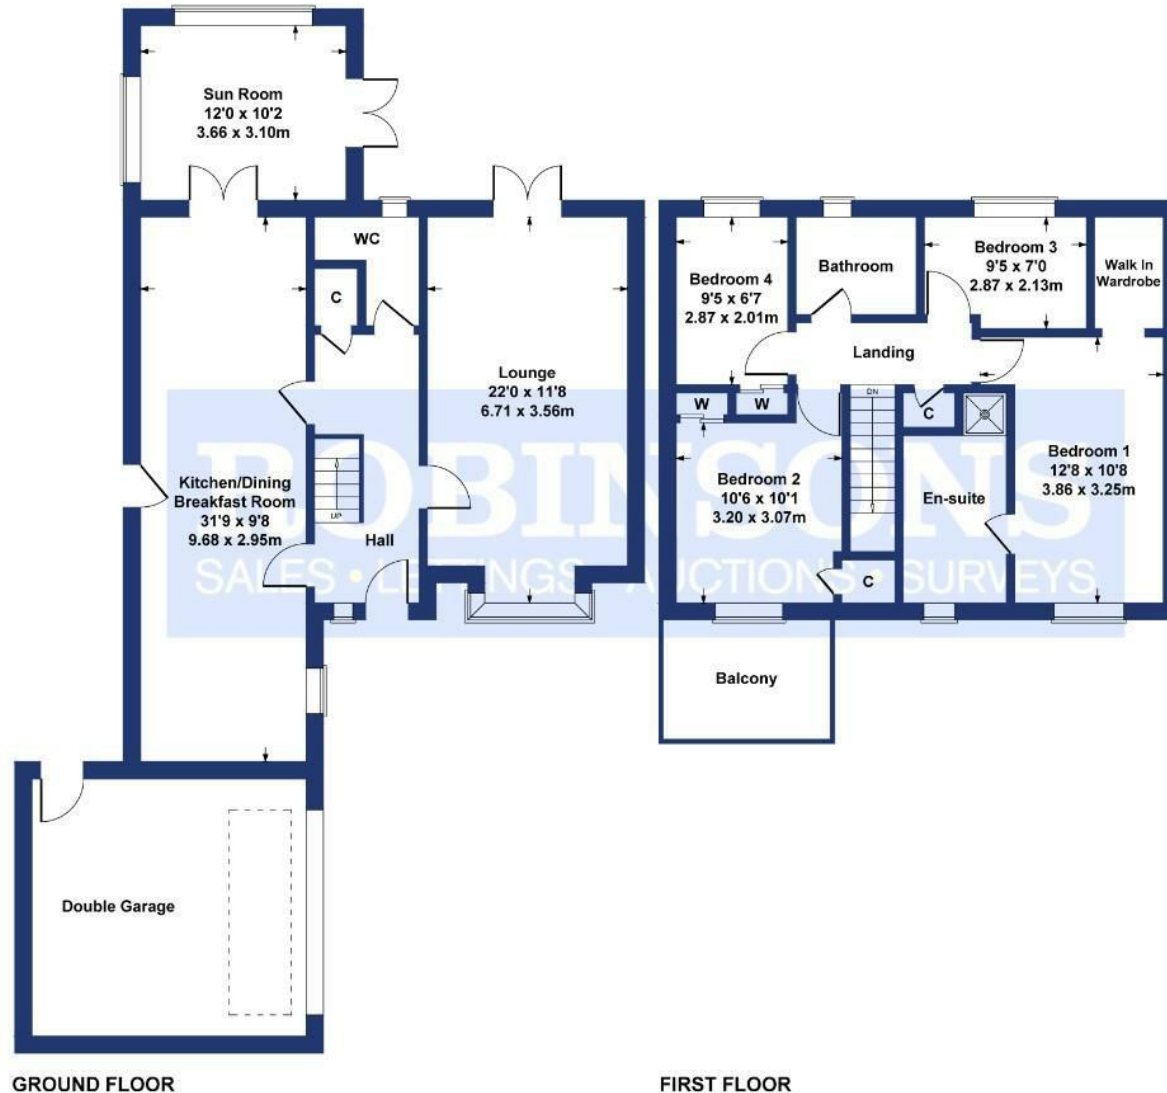 Sun Room
12'0 x 10'2
3.66 x 3.10m
WC
C
Lounge
22'0 x 11'8
6.71 x 3.56m
Kitchen/Dining
Breakfast Room
31'9 x 9'8
9.68 x 2.95m
UP
Hall
Double Garage
GROUND FLOOR
Bedroom 4
9'5 x 6'7
2.87 x 2.01m
Bathroom
Bedroom 3
9'5 x 7'0
2.87 x 2.13m
Walk In
Wardrobe
Landing
W
W
DN
C
Bedroom 1
12'8 x 10'8
3.86 x 3.25m
Bedroom 2
10'6 x 10'1
3.20 x 3.07m
En-suite
C
Balcony
FIRST FLOOR
ROBINSONS
SALES • LETTINGS • AUCTIONS • SURVEYS